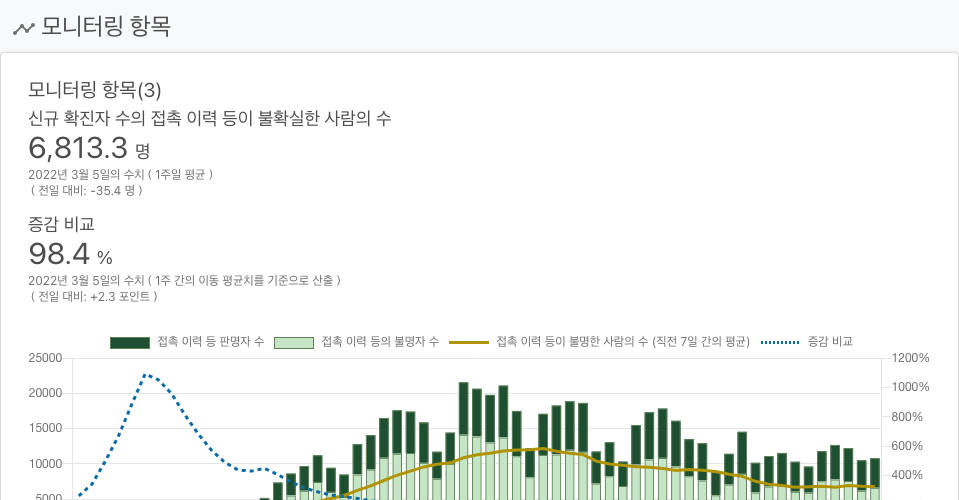 모니터링 항목
모니터링 항목(3)
신규 확진자 수의 접촉 이력 등이 불확실한 사람의 수
6,813.3 명
2022년 3월 5일의 수치 ( 1주일 평균 )
( 전일 대비: -35.4 명 )
증감 비교
98.4 %
2022년 3월 5일의 수치 ( 1주 간의 이동 평균치를 기준으로 산출 )
( 전일 대비: +2.3 포인트 )
접촉 이력 등 판명자 수 접촉 이력 등의 불명자 수 접촉 이력 등이 불명한 사람의 수 (직전 7일 간의 평균) 증감 비교
25000 1200%
20000 1000%
15000 800%
10000 600%
5000 400%